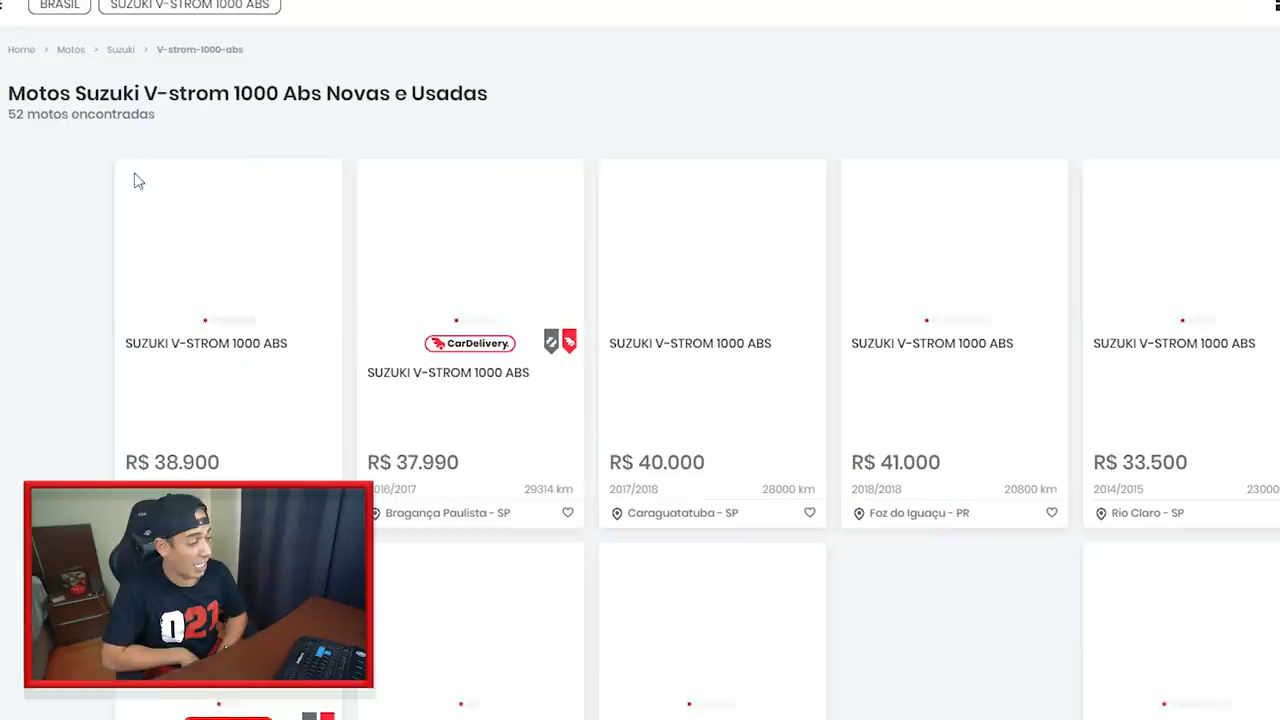 BRASIL
SUZUKI V-STROM 1000 ABS
Home > Motos > Suzuki > V-strom-1000-abs
Motos Suzuki V-strom 1000 Abs Novas e Usadas
52 motos encontradas
SUZUKI V-STROM 1000 ABS
R$ 38.900
CarDelivery.
SUZUKI V-STROM 1000 ABS
R$ 37.990
2016/2017 29314 km
Bragança Paulista - SP
SUZUKI V-STROM 1000 ABS
R$ 40.000
2017/2018 28000 km
Caraguatatuba - SP
SUZUKI V-STROM 1000 ABS
R$ 41.000
2018/2018 20800 km
Foz do Iguaçu - PR
SUZUKI V-STROM 1000 ABS
R$ 33.500
2014/2015 23000
Rio Claro - SP
021